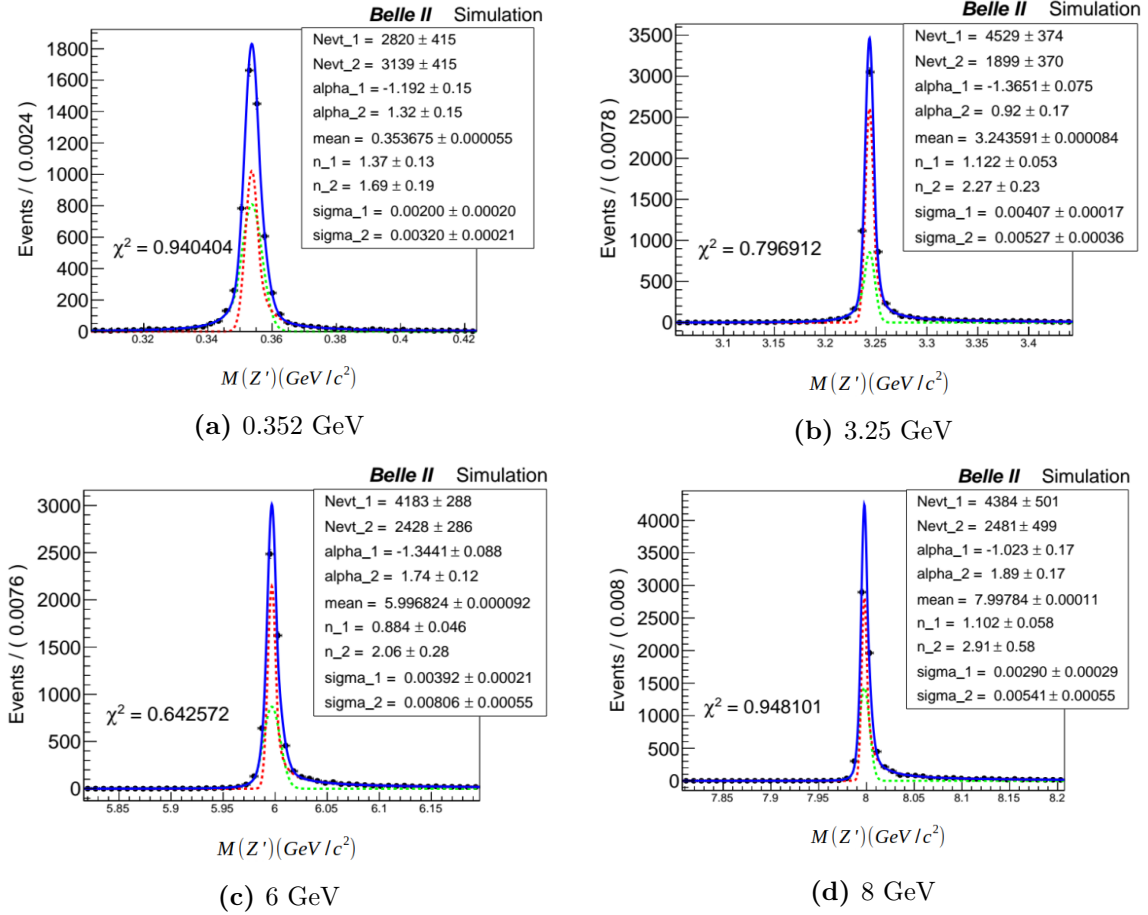 Belle II Simulation
Nevt_1 = 2820 ± 415
Nevt_2 = 3139 ± 415
alpha_1 = -1.192 ± 0.15
alpha_2 = 1.32 ± 0.15
mean = 0.353675 ± 0.000055
n_1 = 1.37 ± 0.13
n_2 = 1.69 ± 0.19
sigma_1 = 0.00200 ± 0.00020
sigma_2 = 0.00320 ± 0.00021
χ² = 0.940404
Events / ( 0.0024 )
1800
1600
1400
1200
1000
800
600
400
200
0
0.32 0.34 0.36 0.38 0.4 0.42
M(Z')(GeV/c²)
(a) 0.352 GeV
Belle II Simulation
Nevt_1 = 4529 ± 374
Nevt_2 = 1899 ± 370
alpha_1 = -1.3651 ± 0.075
alpha_2 = 0.92 ± 0.17
mean = 3.243591 ± 0.000084
n_1 = 1.122 ± 0.053
n_2 = 2.27 ± 0.23
sigma_1 = 0.00407 ± 0.00017
sigma_2 = 0.00527 ± 0.00036
χ² = 0.796912
Events / ( 0.0078 )
3500
3000
2500
2000
1500
1000
500
0
3.1 3.15 3.2 3.25 3.3 3.35 3.4
M(Z')(GeV/c²)
(b) 3.25 GeV
Belle II Simulation
Nevt_1 = 4183 ± 288
Nevt_2 = 2428 ± 286
alpha_1 = -1.3441 ± 0.088
alpha_2 = 1.74 ± 0.12
mean = 5.996824 ± 0.000092
n_1 = 0.884 ± 0.046
n_2 = 2.06 ± 0.28
sigma_1 = 0.00392 ± 0.00021
sigma_2 = 0.00806 ± 0.00055
χ² = 0.642572
Events / ( 0.0076 )
3000
2500
2000
1500
1000
500
0
5.85 5.9 5.95 6 6.05 6.1 6.15
M(Z')(GeV/c²)
(c) 6 GeV
Belle II Simulation
Nevt_1 = 4384 ± 501
Nevt_2 = 2481 ± 499
alpha_1 = -1.023 ± 0.17
alpha_2 = 1.89 ± 0.17
mean = 7.99784 ± 0.00011
n_1 = 1.102 ± 0.058
n_2 = 2.91 ± 0.58
sigma_1 = 0.00290 ± 0.00029
sigma_2 = 0.00541 ± 0.00055
χ² = 0.948101
Events / ( 0.008 )
4000
3500
3000
2500
2000
1500
1000
500
0
7.85 7.9 7.95 8 8.05 8.1 8.15 8.2
M(Z')(GeV/c²)
(d) 8 GeV